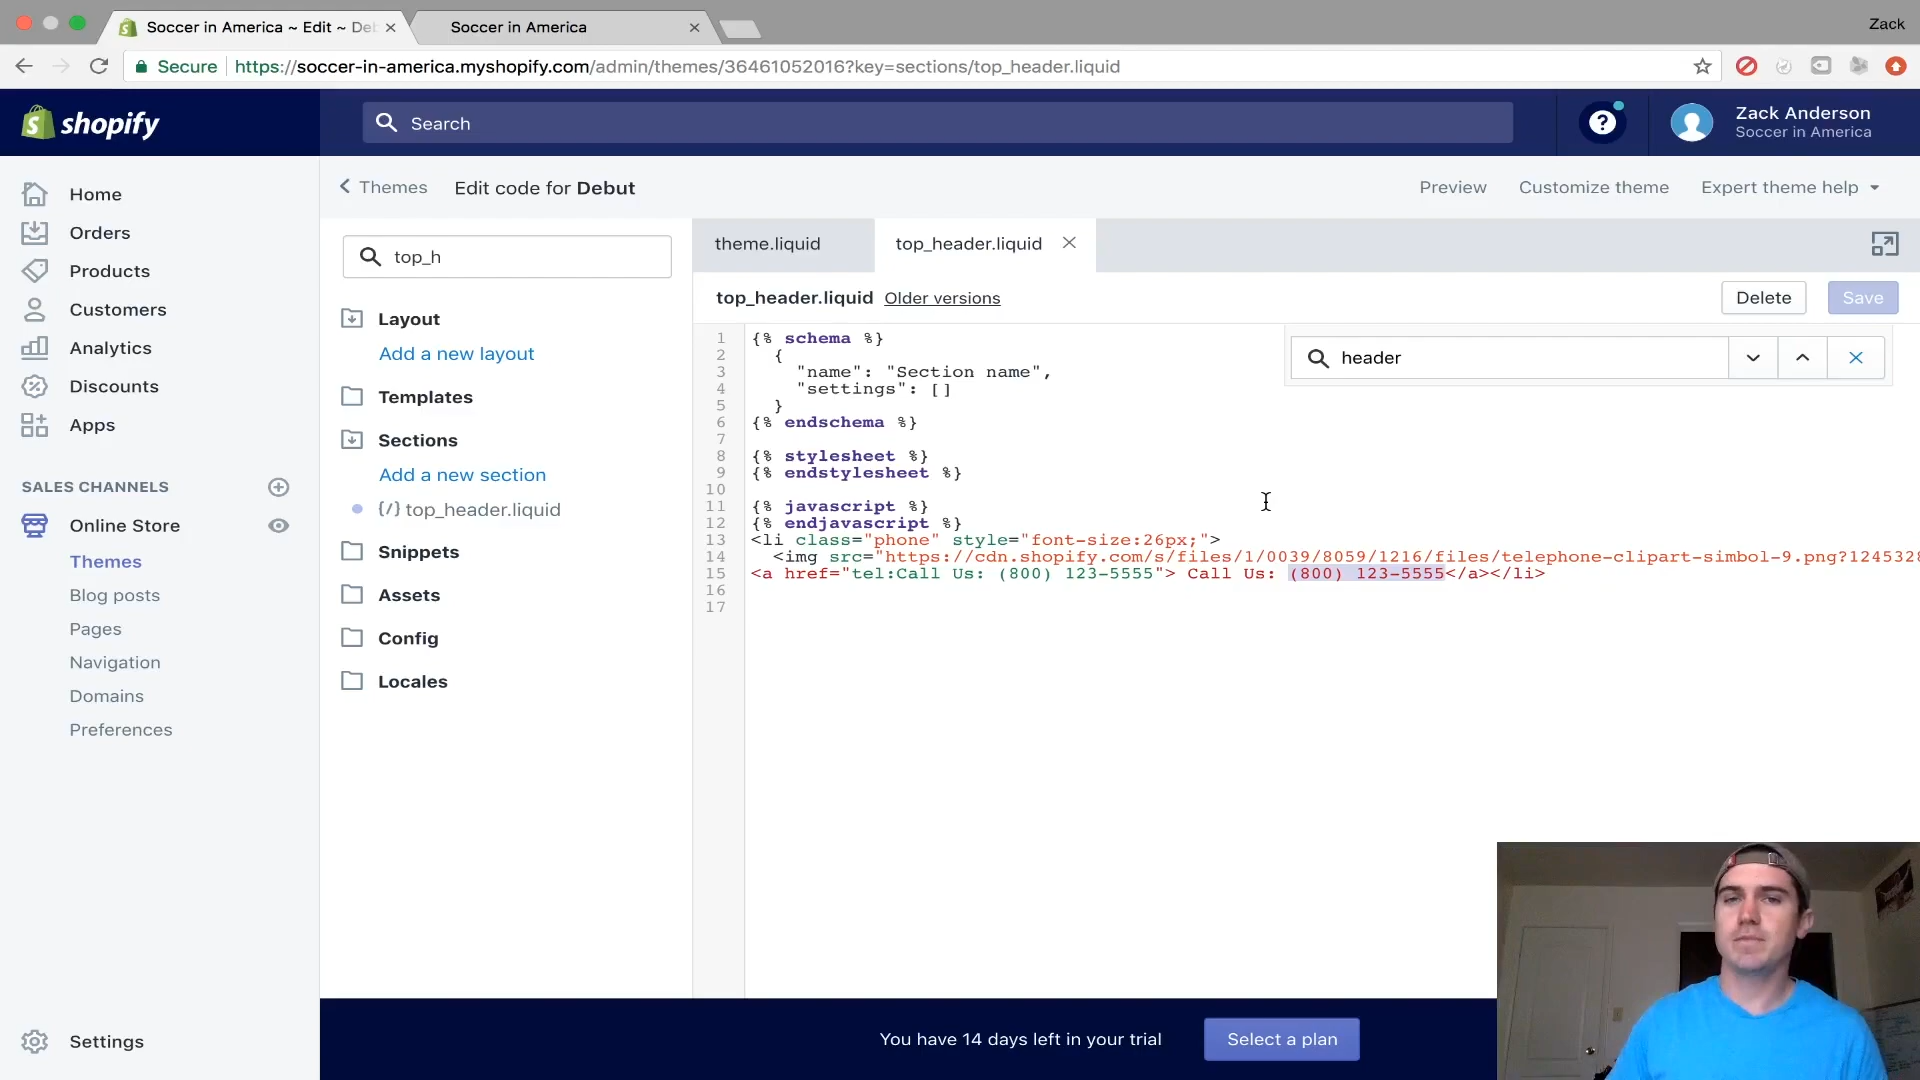 Soccer in America ~ Edit ~ Deb
Soccer in America
Zack
Secure
https://soccer-in-america.myshopify.com/admin/themes/36461052016?key=sections/top_header.liquid
shopify
Search
?
Zack Anderson
Soccer in America
Home
Orders
Products
Customers
Analytics
Discounts
Apps
SALES CHANNELS
Online Store
Themes
Blog posts
Pages
Navigation
Domains
Preferences
Settings
Themes
Edit code for Debut
Preview
Customize theme
Expert theme help
top_h
Layout
Add a new layout
Templates
Sections
Add a new section
{/} top_header.liquid
Snippets
Assets
Config
Locales
theme.liquid
top_header.liquid
top_header.liquid Older versions
Delete
Save
header
1 {% schema %}
2 {
3 "name": "Section name",
4 "settings": []
5 }
6 {% endschema %}
7
8 {% stylesheet %}
9 {% endstylesheet %}
10
11 {% javascript %}
12 {% endjavascript %}
13 <li class="phone" style="font-size:26px;">
14 <img src="https://cdn.shopify.com/s/files/1/0039/8059/1216/files/telephone-clipart-simbol-9.png?1245328
15 <a href="tel:Call Us: (800) 123-5555"> Call Us: (800) 123-5555</a></li>
16
17
You have 14 days left in your trial
Select a plan